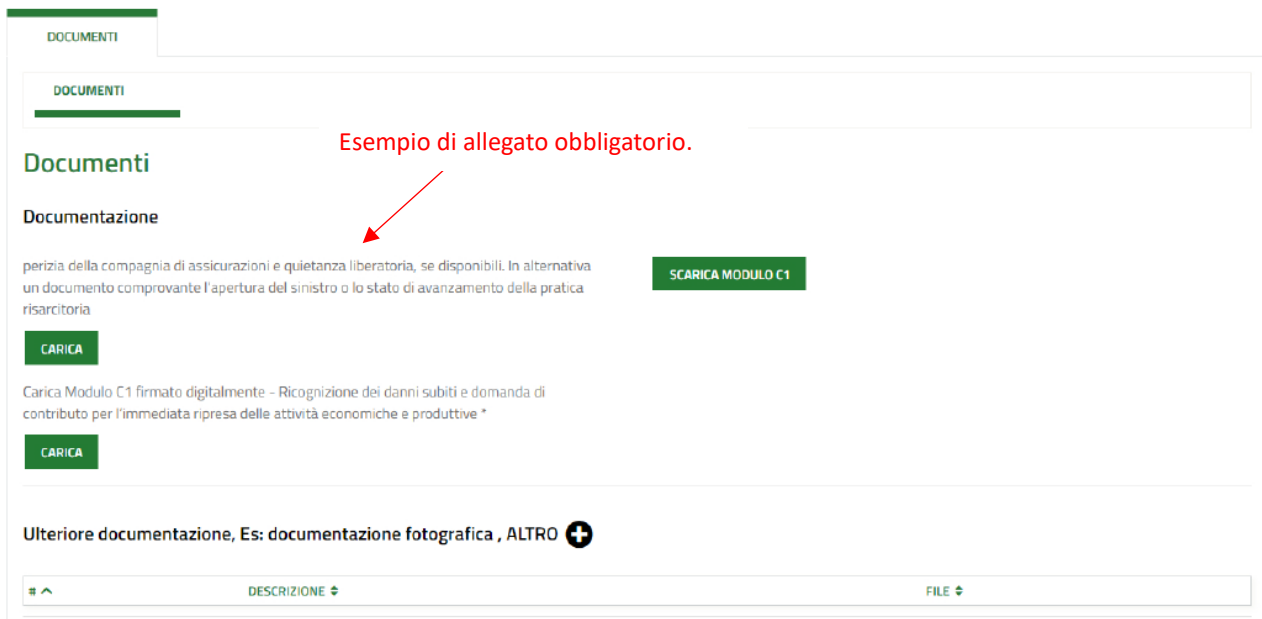 DOCUMENTI
DOCUMENTI
Esempio di allegato obbligatorio.
Documenti
Documentazione
perizia della compagnia di assicurazioni e quietanza liberatoria, se disponibili. In alternativa
un documento comprovante l'apertura del sinistro o lo stato di avanzamento della pratica
risarcitoria
SCARICA MODULO C1
CARICA
Carica Modulo C1 firmato digitalmente - Ricognizione dei danni subiti e domanda di
contributo per l'immediata ripresa delle attività economiche e produttive *
CARICA
Ulteriore documentazione, Es: documentazione fotografica , ALTRO
# DESCRIZIONE FILE